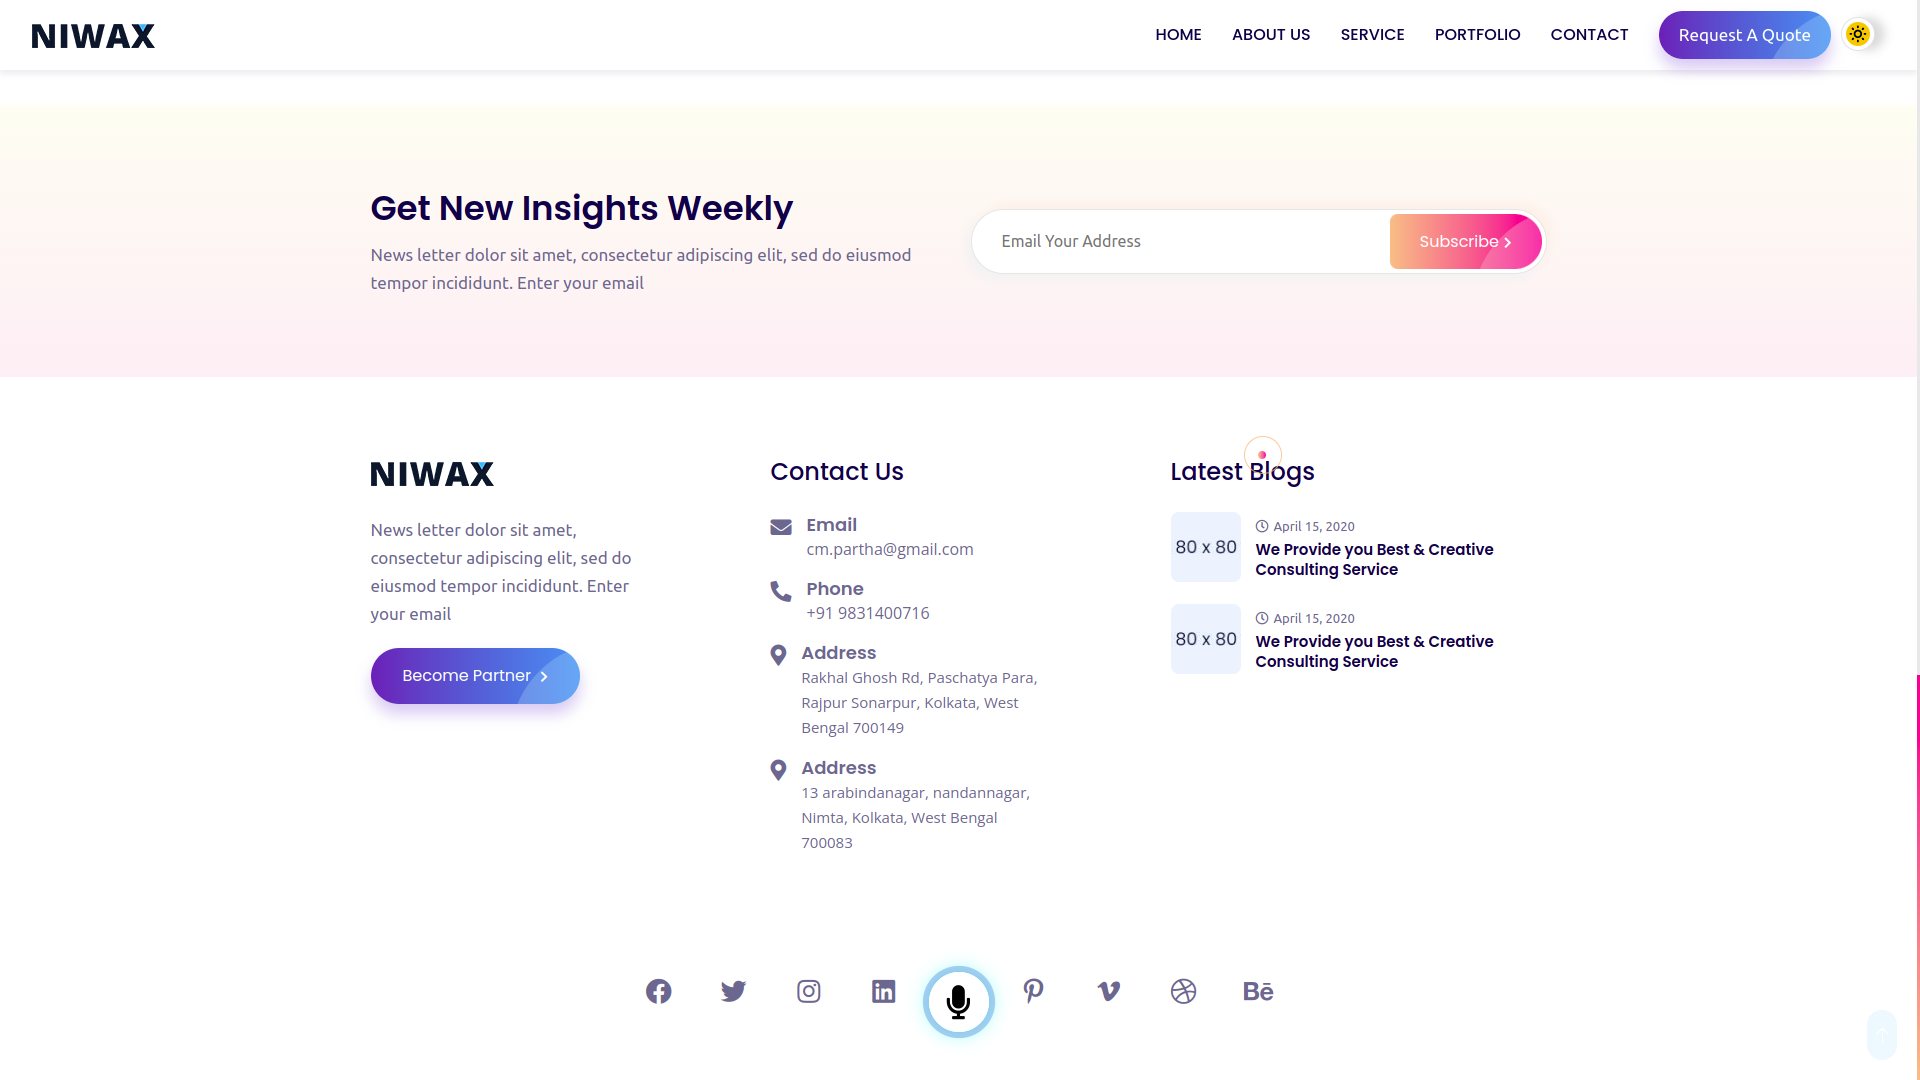 NIWAX
HOME ABOUT US SERVICE PORTFOLIO CONTACT Request A Quote
Get New Insights Weekly
News letter dolor sit amet, consectetur adipiscing elit, sed do eiusmod
tempor incididunt. Enter your email
Email Your Address
Subscribe
NIWAX
News letter dolor sit amet,
consectetur adipiscing elit, sed do
eiusmod tempor incididunt. Enter
your email
Become Partner
Contact Us
Email
cm.partha@gmail.com
Phone
+91 9831400716
Address
Rakhal Ghosh Rd, Paschatya Para,
Rajpur Sonarpur, Kolkata, West
Bengal 700149
Address
13 arabindanagar, nandannagar,
Nimta, Kolkata, West Bengal
700083
Latest Blogs
80 x 80
April 15, 2020
We Provide you Best & Creative
Consulting Service
80 x 80
April 15, 2020
We Provide you Best & Creative
Consulting Service